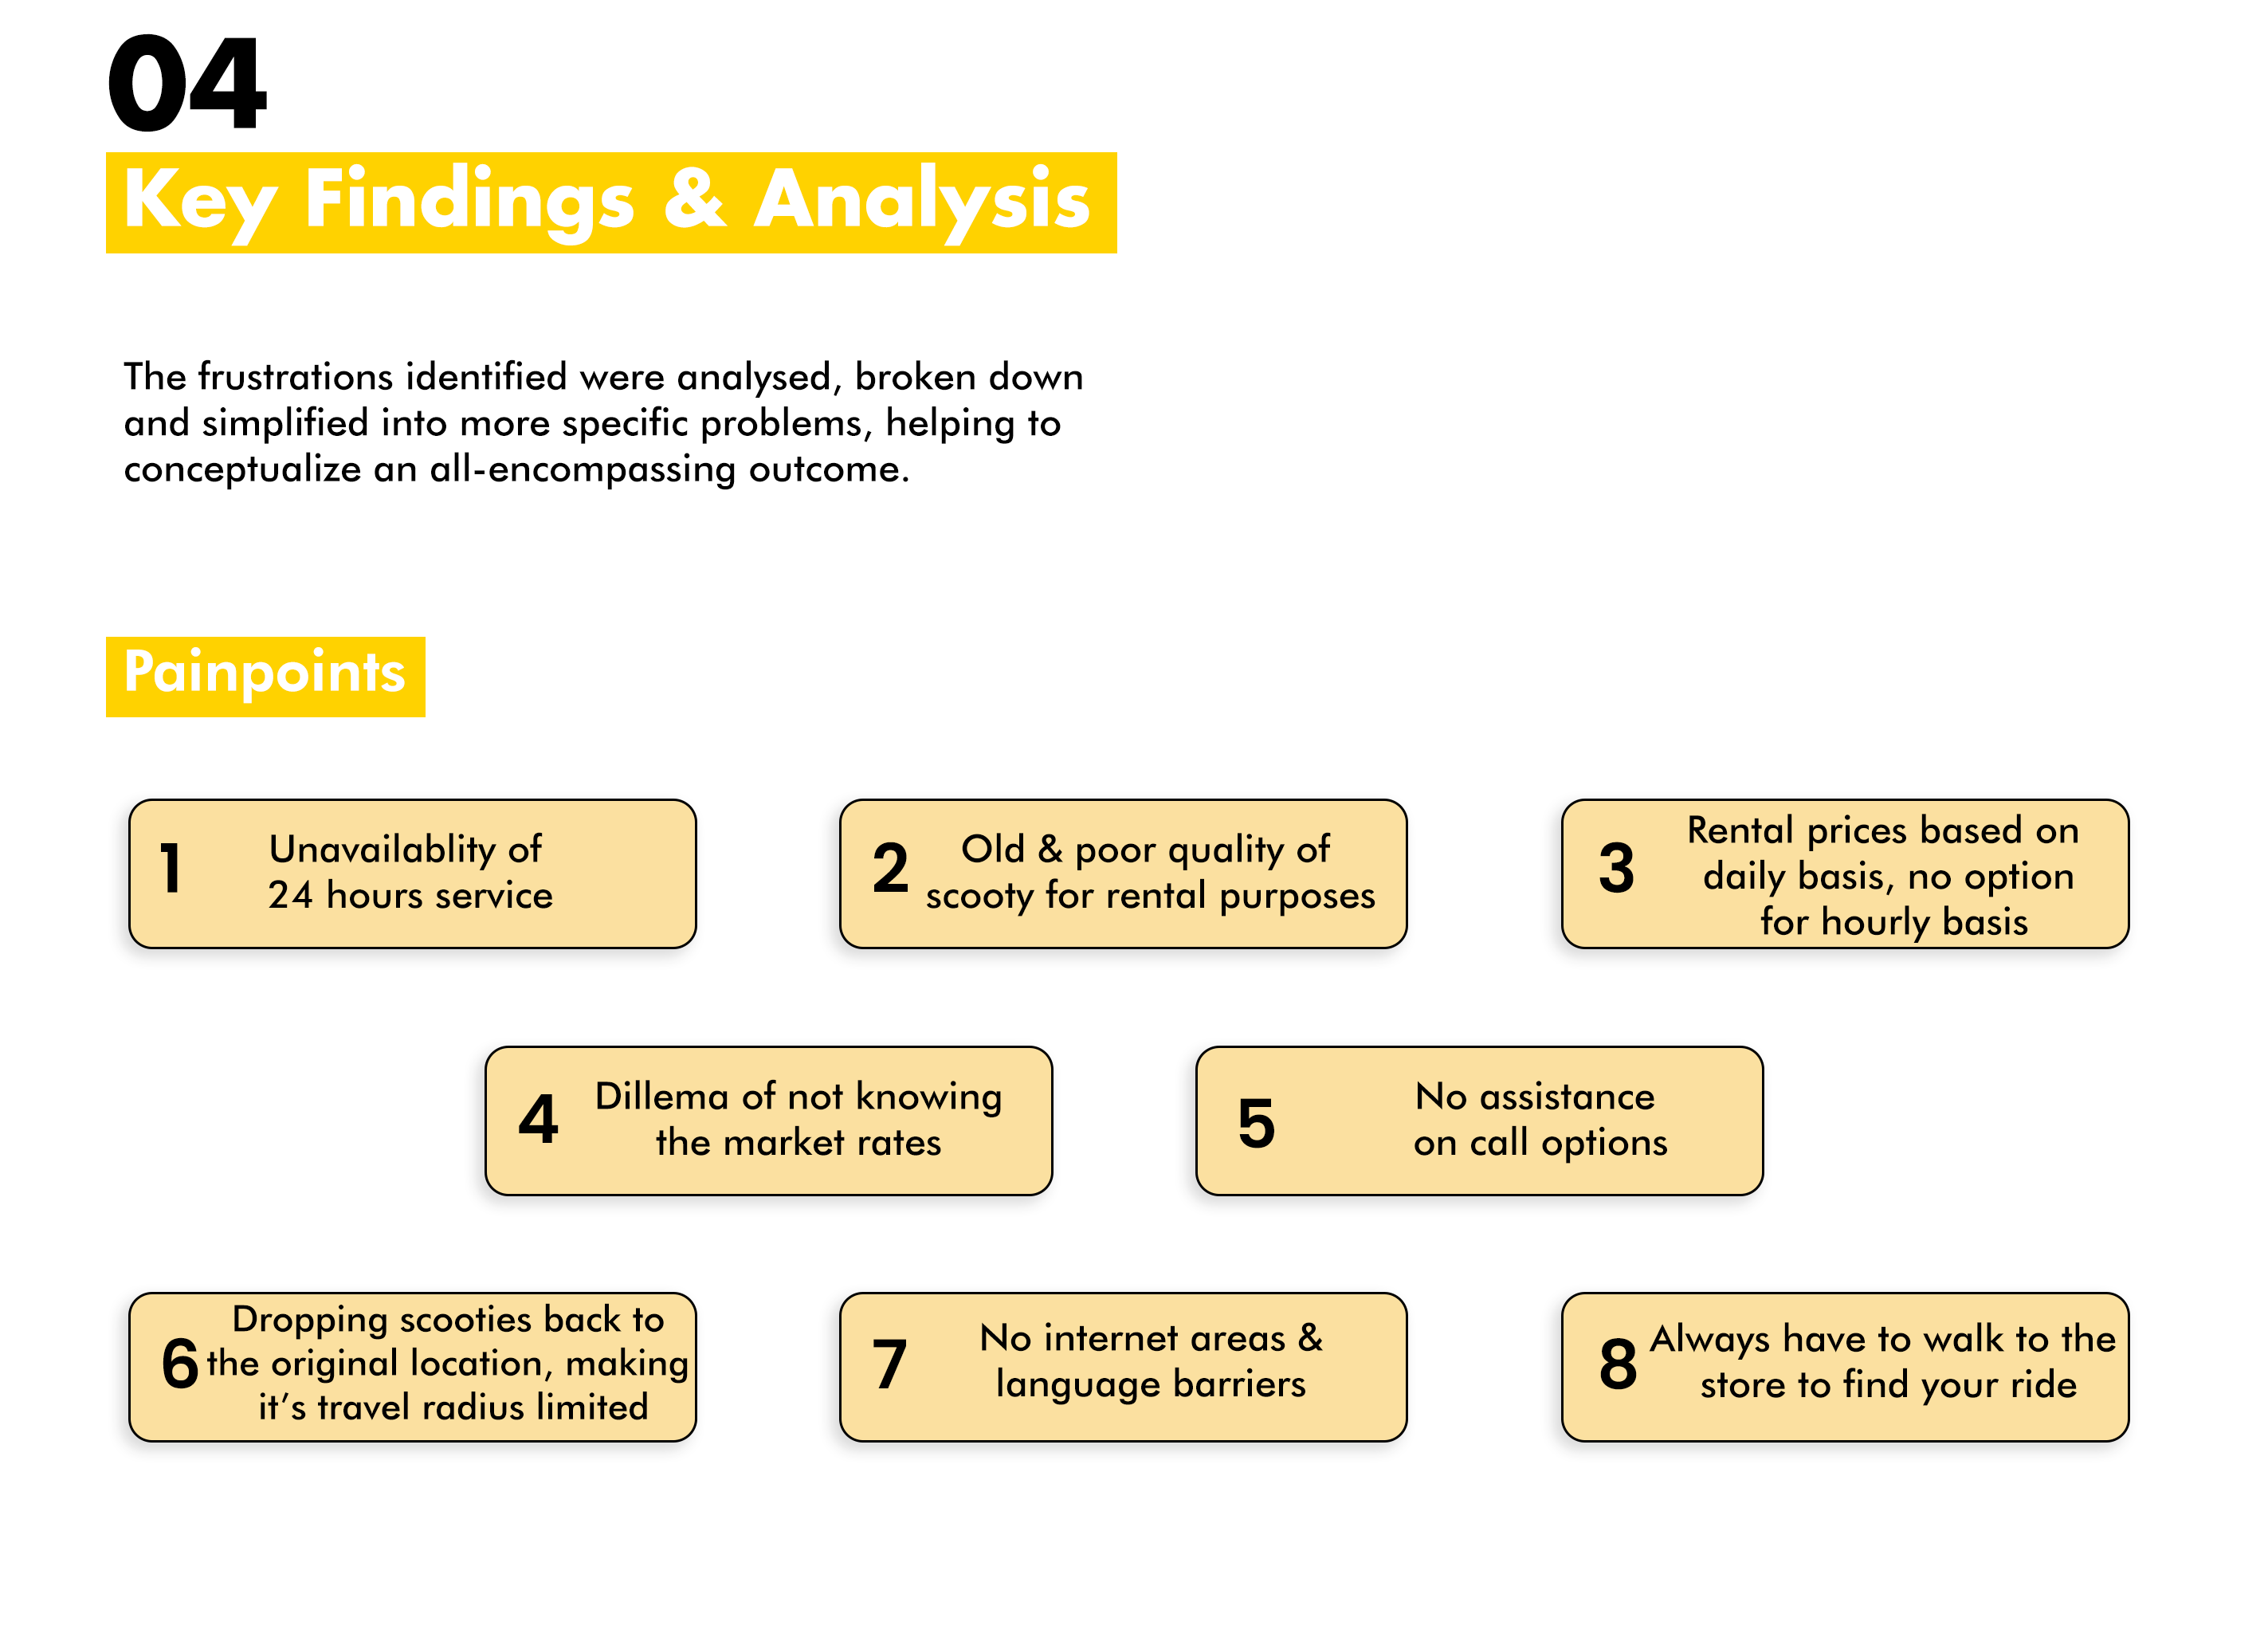 04
Key Findings & Analysis
The frustrations identified were analysed, broken down
and simplified into more specific problems, helping to
conceptualize an all-encompassing outcome.
Painpoints
1
Unavailablity of
24 hours service
2
Old & poor quality of
scooty for rental purposes
3
Rental prices based on
daily basis, no option
for hourly basis
4
Dillema of not knowing
the market rates
5
No assistance
on call options
6
Dropping scooties back to
the original location, making
it’s travel radius limited
7
No internet areas &
language barriers
8
Always have to walk to the
store to find your ride